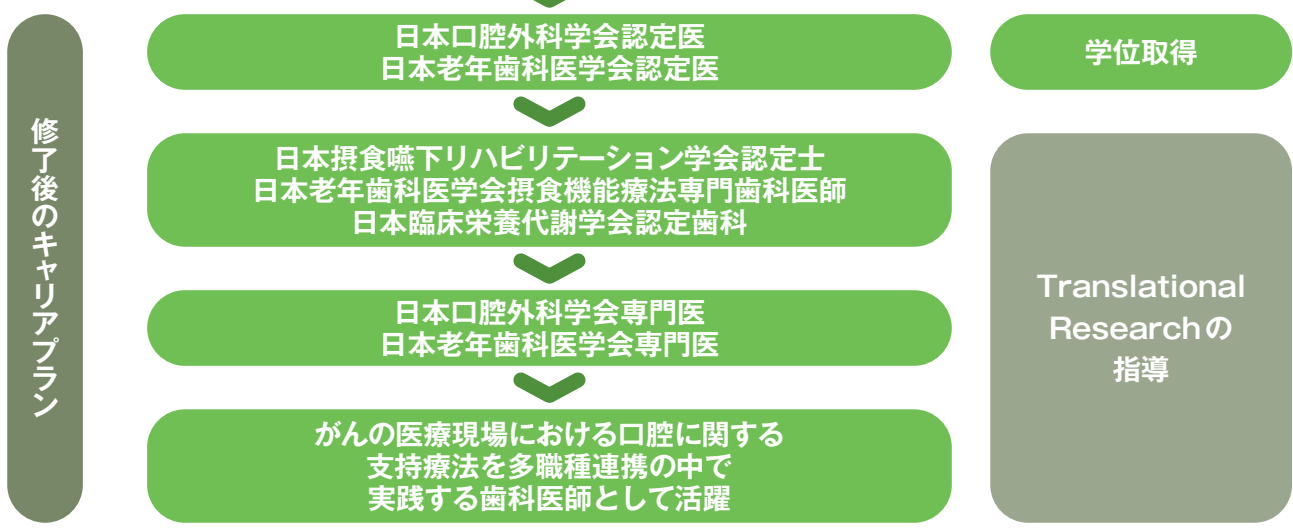 修了後のキャリアプラン
日本口腔外科学会認定医
日本老年歯科医学会認定医
学位取得
日本摂食嚥下リハビリテーション学会認定士
日本老年歯科医学会摂食機能療法専門歯科医師
日本臨床栄養代謝学会認定歯科
日本口腔外科学会専門医
日本老年歯科医学会専門医
がんの医療現場における口腔に関する
支持療法を多職種連携の中で
実践する歯科医師として活躍
Translational
Researchの
指導